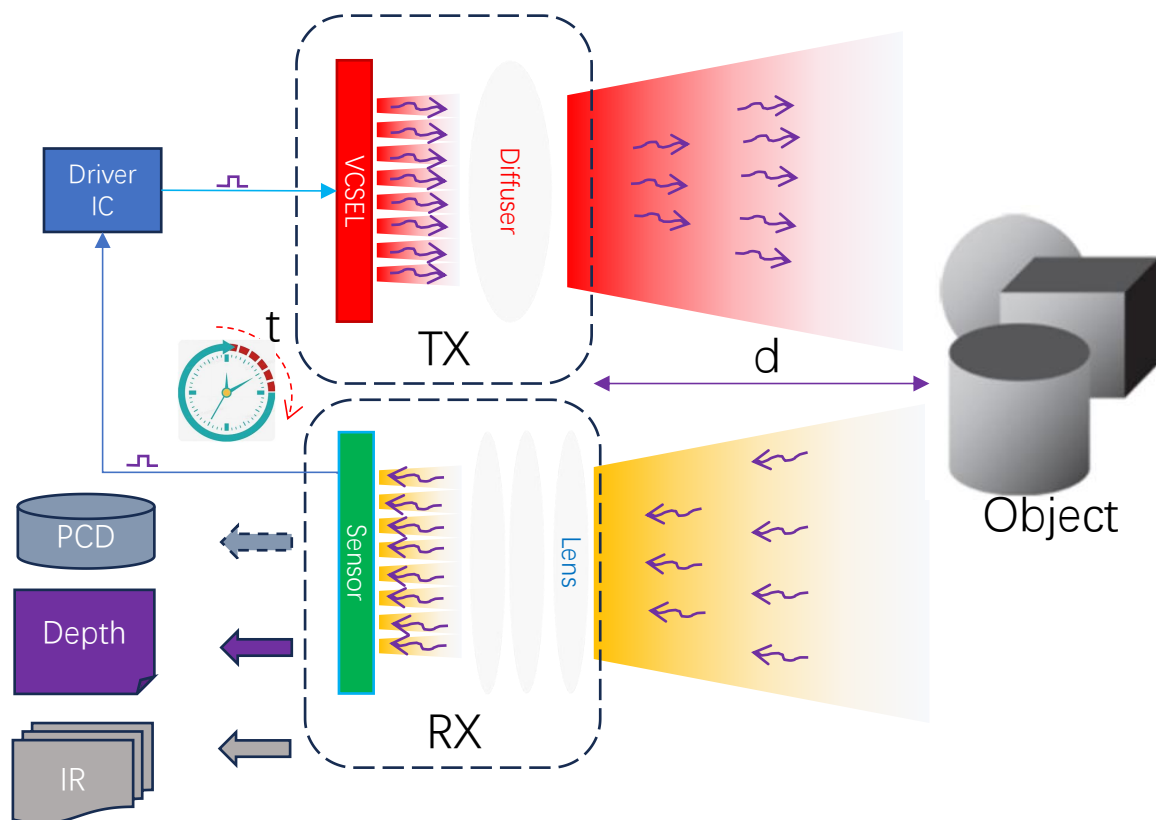 Driver
IC
VCSEL
Diffuser
TX
t
d
Object
Sensor
Lens
RX
PCD
Depth
IR